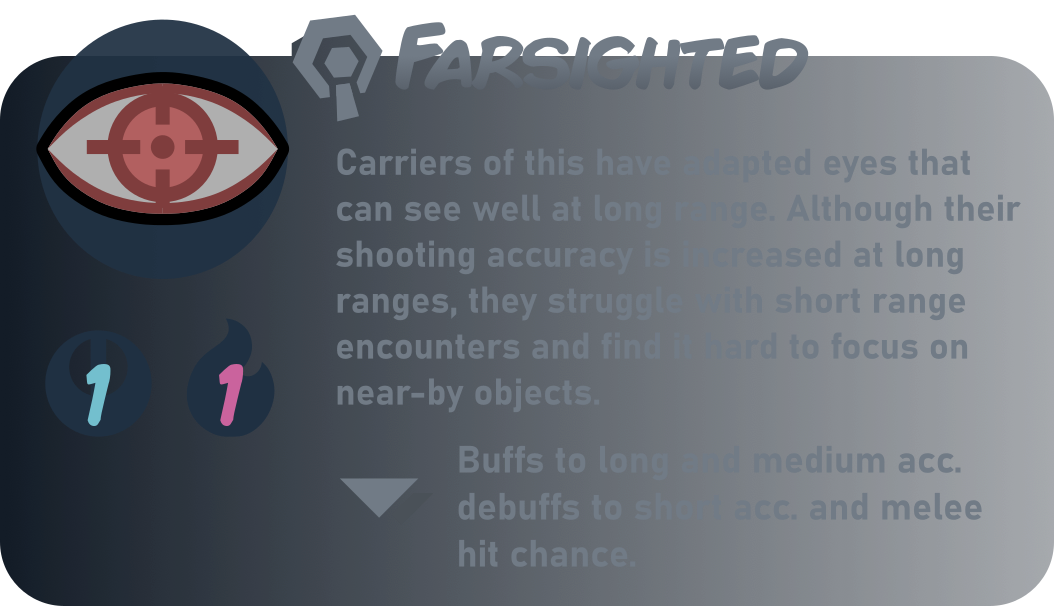 Farsighted
Carriers of this have adapted eyes that
can see well at long range. Although their
shooting accuracy is increased at long
ranges, they struggle with short range
encounters and find it hard to focus on
near-by objects.
1 1
Buffs to long and medium acc.
debuffs to short acc. and melee
hit chance.